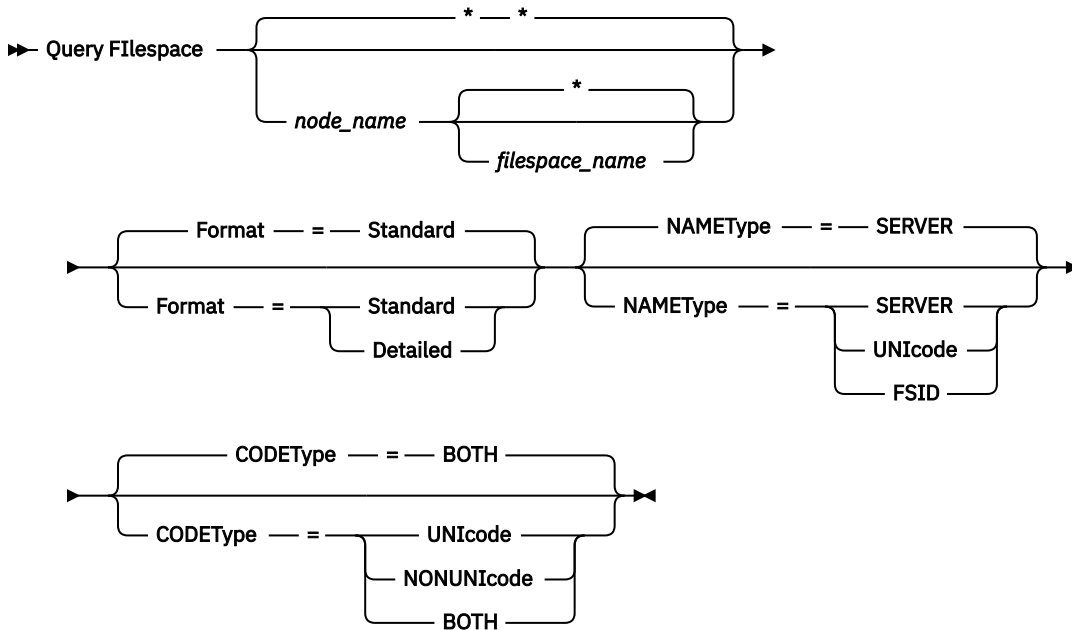 * *
Query FIlespace
*
node_name
filespace_name
Format = Standard NAMEType = SERVER
Format = Standard NAMEType = SERVER
Detailed UNIcode
FSID
CODEType = BOTH
CODEType = UNIcode
NONUNIcode
BOTH